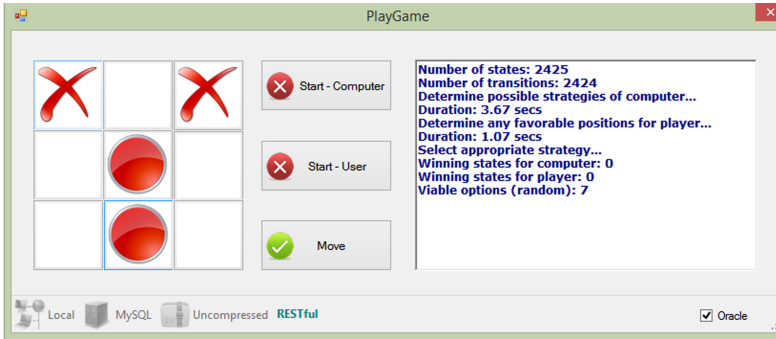 PlayGame
Start - Computer
Start - User
Move
Number of states: 2425
Number of transitions: 2424
Determine possible strategies of computer...
Duration: 3.67 secs
Determine any favorable positions for player...
Duration: 1.07 secs
Select appropriate strategy...
Winning states for computer: 0
Winning states for player: 0
Viable options (random): 7
Local MySQL Uncompressed RESTful Oracle